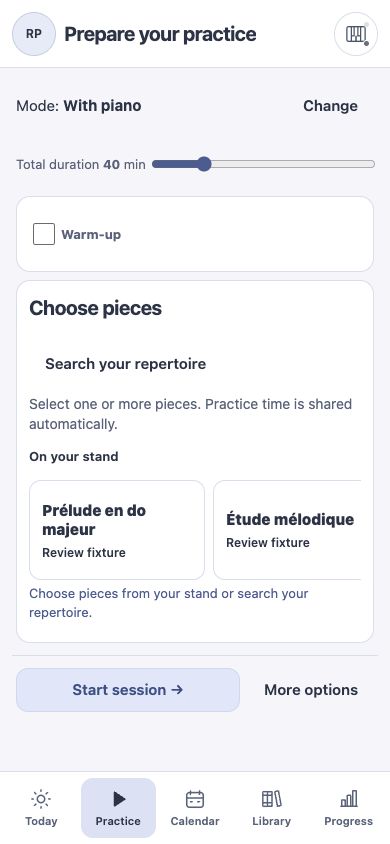 RP
Prepare your practice
Mode: With piano
Change
Total duration 40 min
Warm-up
Choose pieces
Search your repertoire
Select one or more pieces. Practice time is shared
automatically.
On your stand
Prélude en do
majeur
Review fixture
Étude mélodique
Review fixture
Choose pieces from your stand or search your
repertoire.
Start session →
More options
Today
Practice
Calendar
Library
Progress